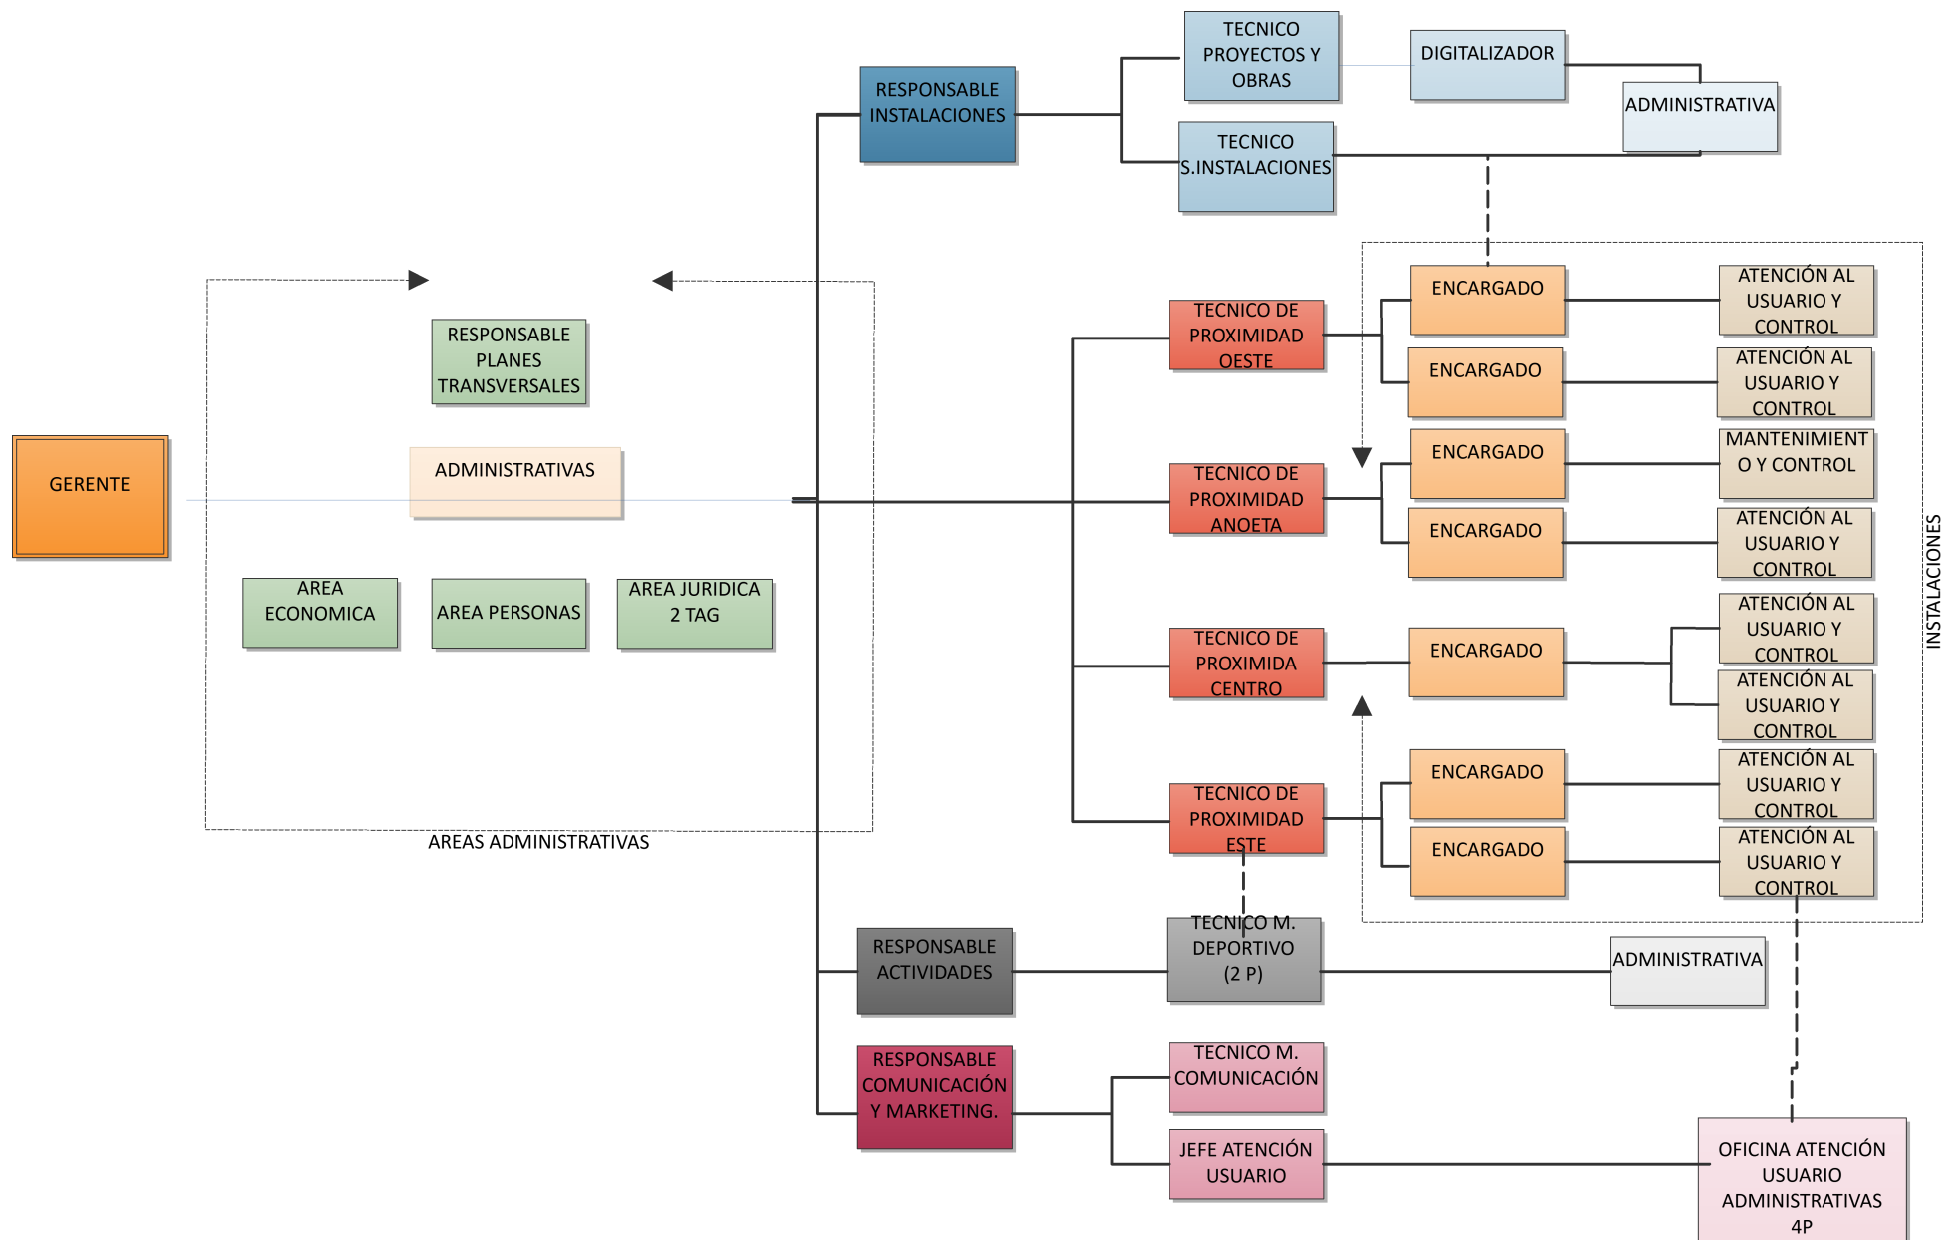 TECNICO
PROYECTOS Y
OBRAS
DIGITALIZADOR
RESPONSABLE
INSTALACIONES
ADMINISTRATIVA
TECNICO
S.INSTALACIONES
RESPONSABLE
PLANES
TRANSVERSALES
GERENTE
ADMINISTRATIVAS
AREA
ECONOMICA
AREA PERSONAS
AREA JURIDICA
2 TAG
AREAS ADMINISTRATIVAS
TECNICO DE
PROXIMIDAD
OESTE
ENCARGADO
ATENCIÓN AL
USUARIO Y
CONTROL
ENCARGADO
ATENCIÓN AL
USUARIO Y
CONTROL
TECNICO DE
PROXIMIDAD
ANOETA
ENCARGADO
MANTENIMIENT
O Y CONTROL
ENCARGADO
ATENCIÓN AL
USUARIO Y
CONTROL
TECNICO DE
PROXIMIDA
CENTRO
ENCARGADO
ATENCIÓN AL
USUARIO Y
CONTROL
ATENCIÓN AL
USUARIO Y
CONTROL
TECNICO DE
PROXIMIDAD
ESTE
ENCARGADO
ATENCIÓN AL
USUARIO Y
CONTROL
ENCARGADO
ATENCIÓN AL
USUARIO Y
CONTROL
INSTALACIONES
RESPONSABLE
ACTIVIDADES
TECNICO M.
DEPORTIVO
(2 P)
ADMINISTRATIVA
RESPONSABLE
COMUNICACIÓN
Y MARKETING.
TECNICO M.
COMUNICACIÓN
JEFE ATENCIÓN
USUARIO
OFICINA ATENCIÓN
USUARIO
ADMINISTRATIVAS
4P